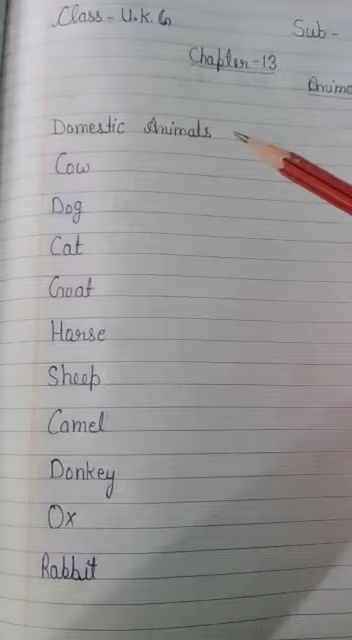 Class - U.K.G
Sub -
Chapter - 13
Domestic Animals
Cow
Dog
Cat
Goat
Horse
Sheep
Camel
Donkey
Ox
Rabbit